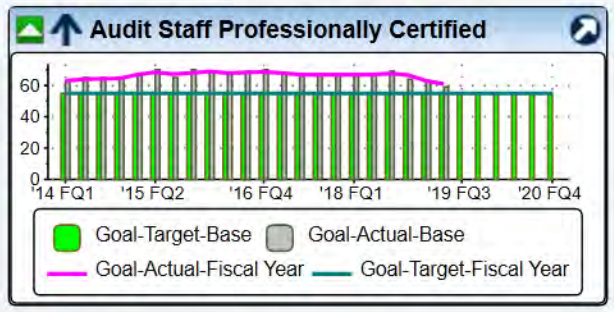 Audit Staff Professionally Certified
60
40
20
0
'14 FQ1 '15 FQ2 '16 FQ4 '18 FQ1 '19 FQ3 '20 FQ4
Goal-Target-Base Goal-Actual-Base
Goal-Actual-Fiscal Year Goal-Target-Fiscal Year